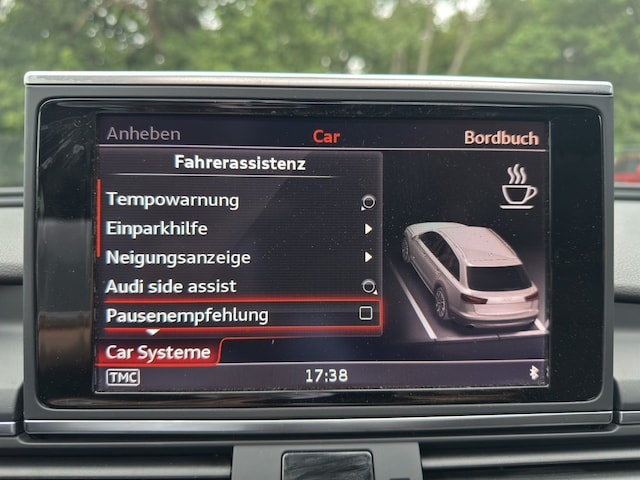 Anheben Car Bordbuch
Fahrerassistenz
Tempowarnung
Einparkhilfe
Neigungsanzeige
Audi side assist
Pausenempfehlung
Car Systeme
TMC 17:38